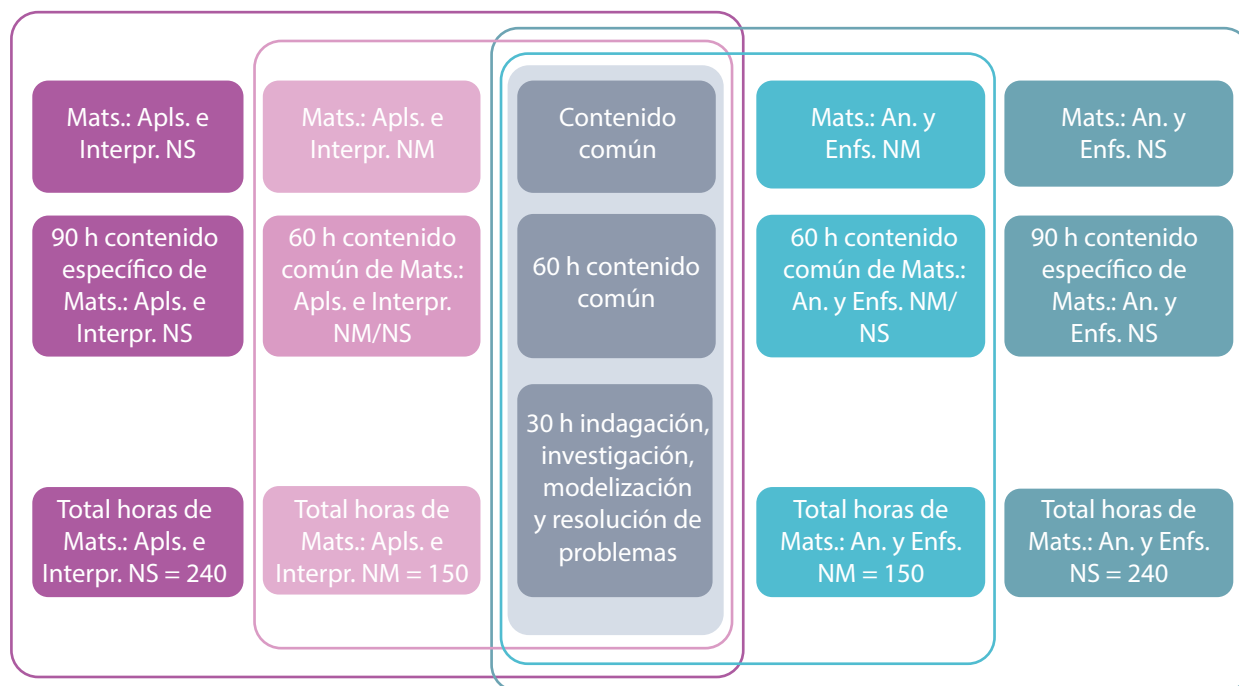 Mats.: Apls. e
Interpr. NS
Mats.: Apls. e
Interpr. NM
Contenido
común
Mats.: An. y
Enfs. NM
Mats.: An. y
Enfs. NS
90 h contenido
específico de
Mats.: Apls. e
Interpr. NS
60 h contenido
común de Mats.:
Apls. e Interpr.
NM/NS
60 h contenido
común
60 h contenido
común de Mats.:
An. y Enfs. NM/
NS
90 h contenido
específico de
Mats.: An. y
Enfs. NS
30 h indagación,
investigación,
modelización
y resolución de
problemas
Total horas de
Mats.: Apls. e
Interpr. NS = 240
Total horas de
Mats.: Apls. e
Interpr. NM = 150
Total horas de
Mats.: An. y Enfs.
NM = 150
Total horas de
Mats.: An. y Enfs.
NS = 240